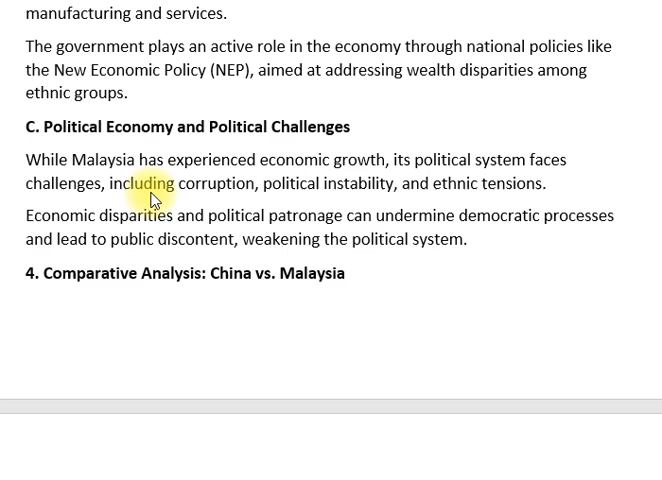 manufacturing and services.
The government plays an active role in the economy through national policies like
the New Economic Policy (NEP), aimed at addressing wealth disparities among
ethnic groups.
C. Political Economy and Political Challenges
While Malaysia has experienced economic growth, its political system faces
challenges, including corruption, political instability, and ethnic tensions.
Economic disparities and political patronage can undermine democratic processes
and lead to public discontent, weakening the political system.
4. Comparative Analysis: China vs. Malaysia